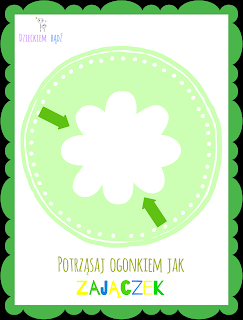 DZIECKIEM BĄDŹ
POTRZĄSAJ OGONKIEM JAK
ZAJĄCZEK